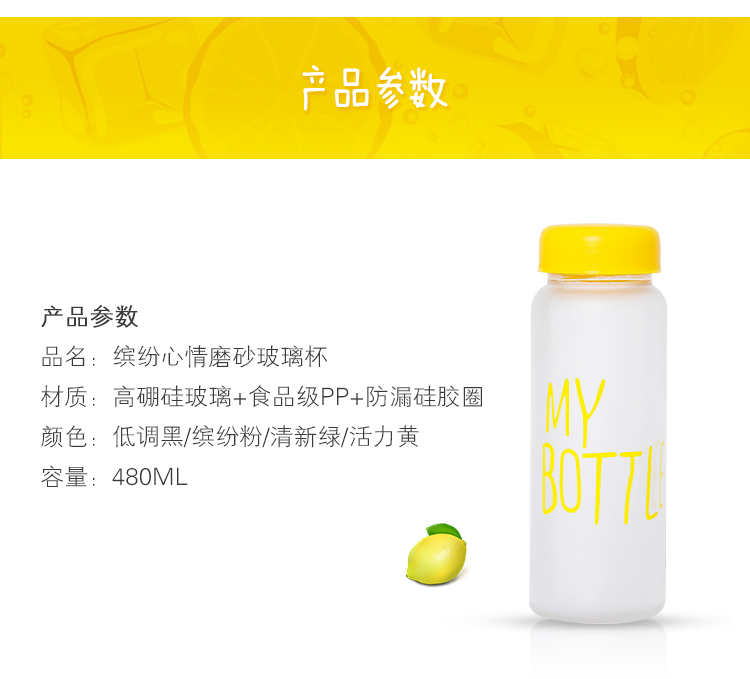 产品参数
产品参数
品名：缤纷心情磨砂玻璃杯
材质：高硼硅玻璃+食品级PP+防漏硅胶圈
颜色：低调黑/缤纷粉/清新绿/活力黄
容量：480ML
MY
BOTTLE